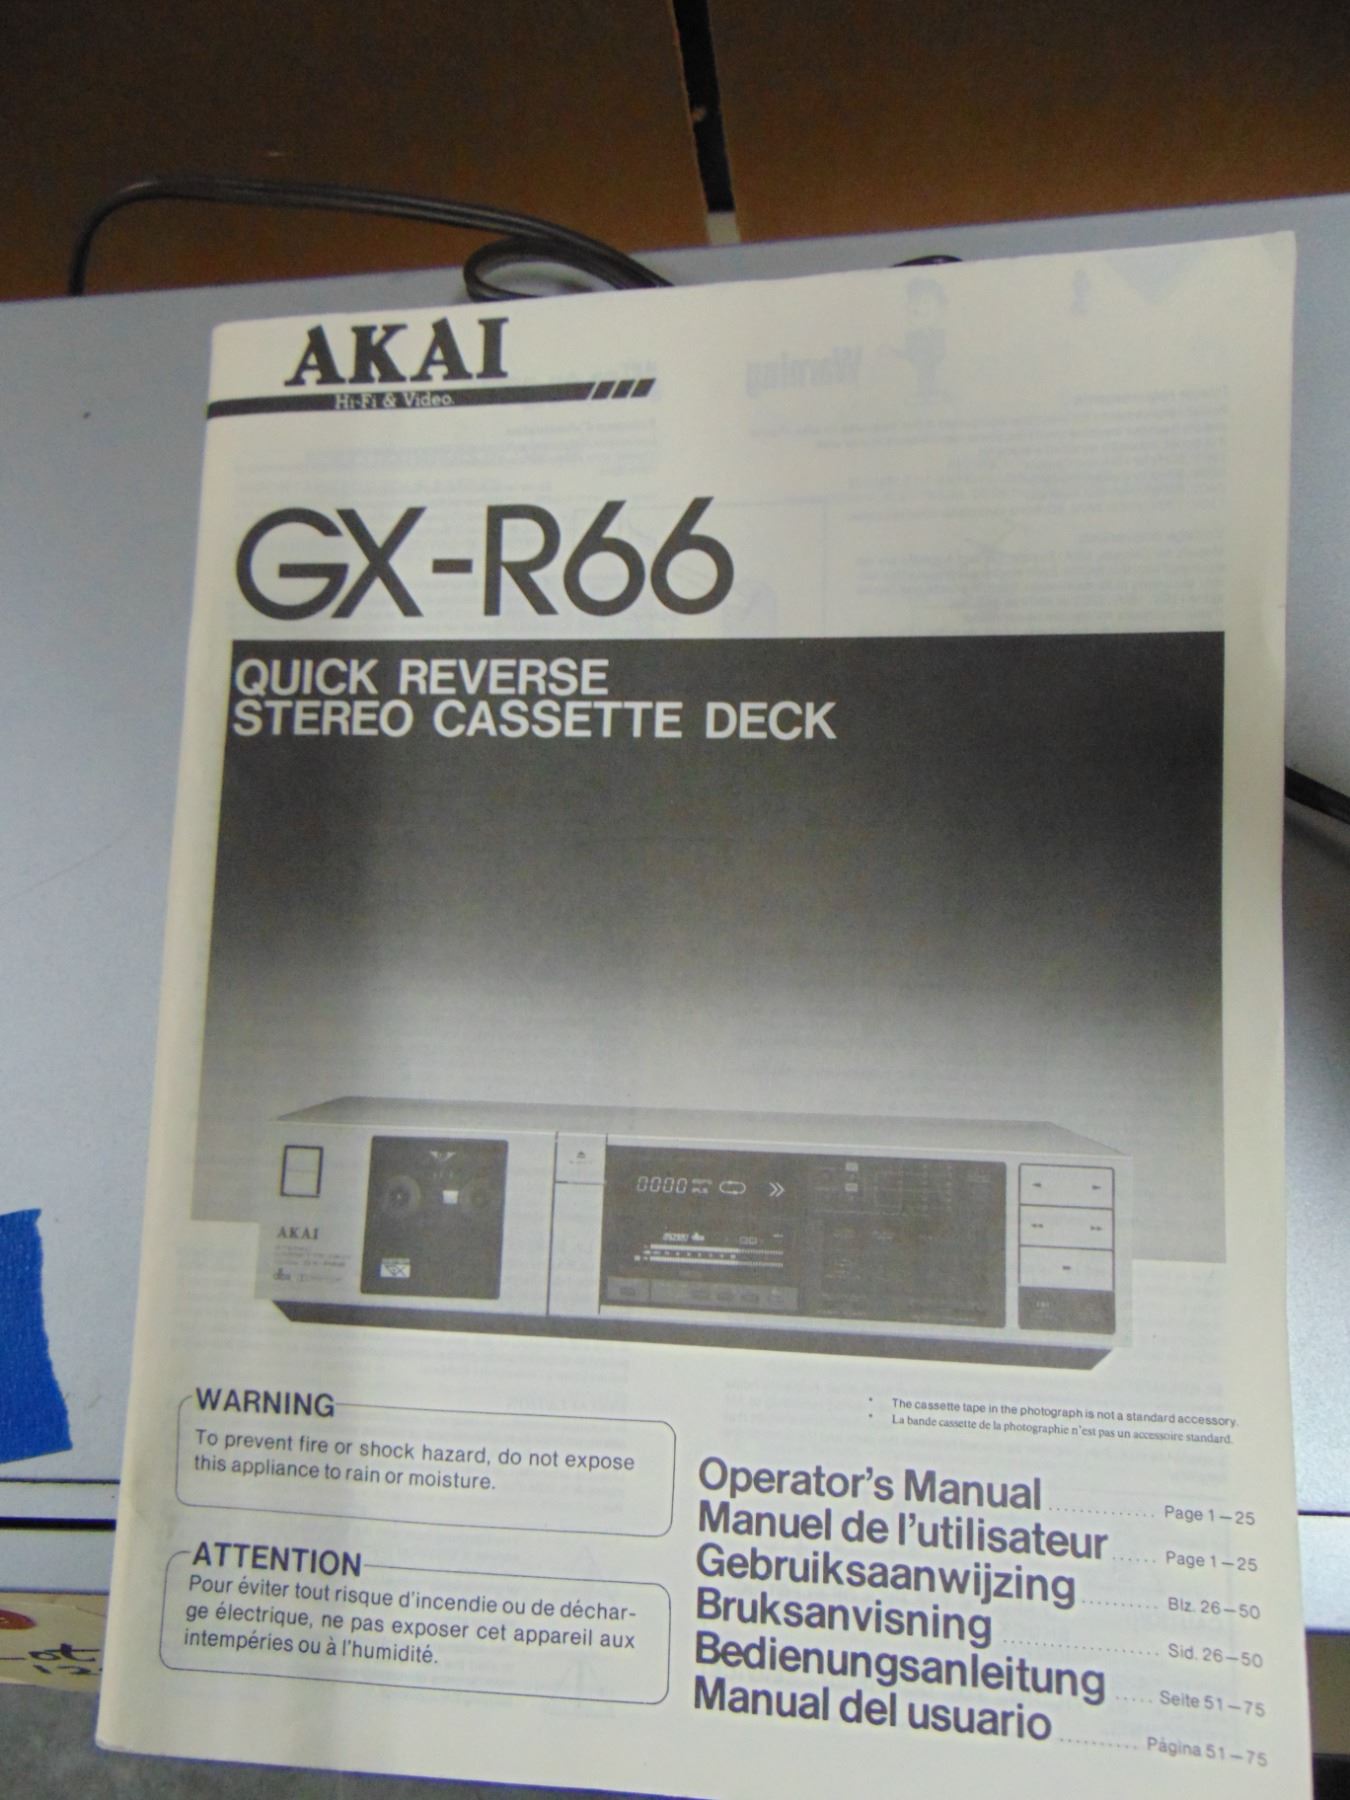 AKAI
Hi-Fi & Video.
Warning
GX-R66
QUICK REVERSE
STEREO CASSETTE DECK
0000
AKAI
dbx
GX
WARNING
To prevent fire or shock hazard, do not expose
this appliance to rain or moisture.
ATTENTION
Pour éviter tout risque d'incendie ou de déchar-
ge électrique, ne pas exposer cet appareil aux
intempéries ou à l'humidité.
* The cassette tape in the photograph is not a standard accessory.
* La bande cassette de la photographie n'est pas un accessoire standard.
Operator's Manual ............ Page 1–25
Manuel de l'utilisateur ...... Page 1–25
Gebruiksaanwijzing .......... Blz. 26–50
Bruksanvisning ................. Sid. 26–50
Bedienungsanleitung ..... Seite 51–75
Manual del usuario .......... Página 51–75